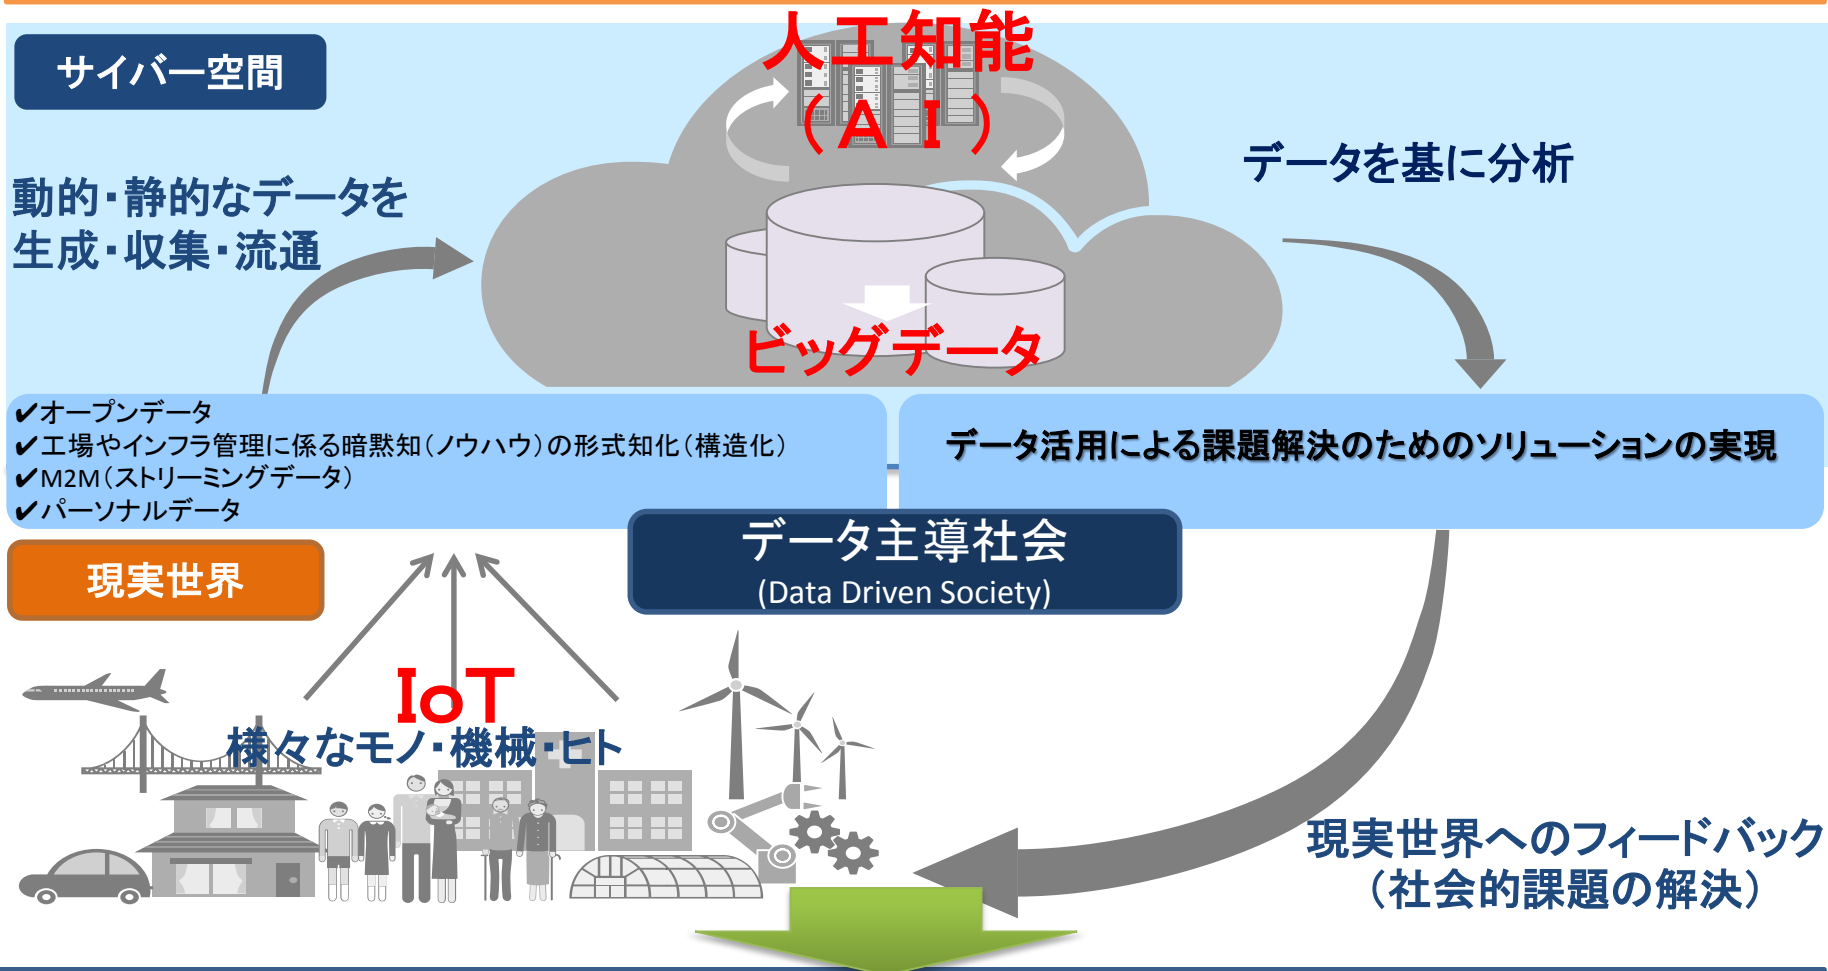 サイバー空間
人工知能
（ＡＩ）
データを基に分析
動的・静的なデータを
生成・収集・流通
ビッグデータ
✔オープンデータ
✔工場やインフラ管理に係る暗黙知（ノウハウ）の形式知化（構造化）
✔M2M（ストリーミングデータ）
✔パーソナルデータ
データ活用による課題解決のためのソリューションの実現
データ主導社会
(Data Driven Society)
現実世界
IoT
様々なモノ・機械・ヒト
現実世界へのフィードバック
（社会的課題の解決）